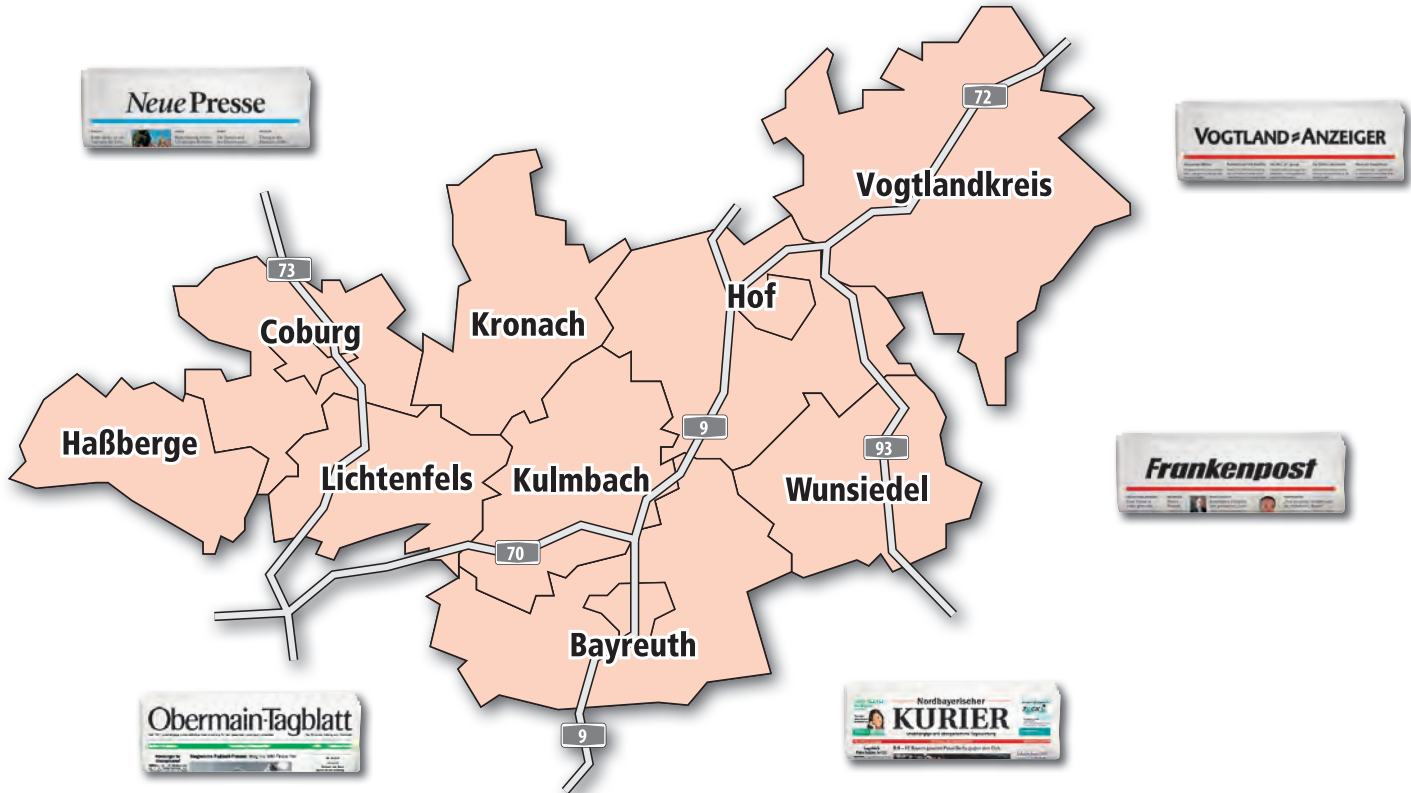 Neue Presse
VOGTLAND-ANZEIGER
72
Vogtlandkreis
73
Hof
Coburg
Kronach
9
Haßberge
93
Lichtenfels
Kulmbach
Wunsiedel
Frankenpost
70
Bayreuth
Obermain-Tagblatt
Nordbayerischer
KURIER
9